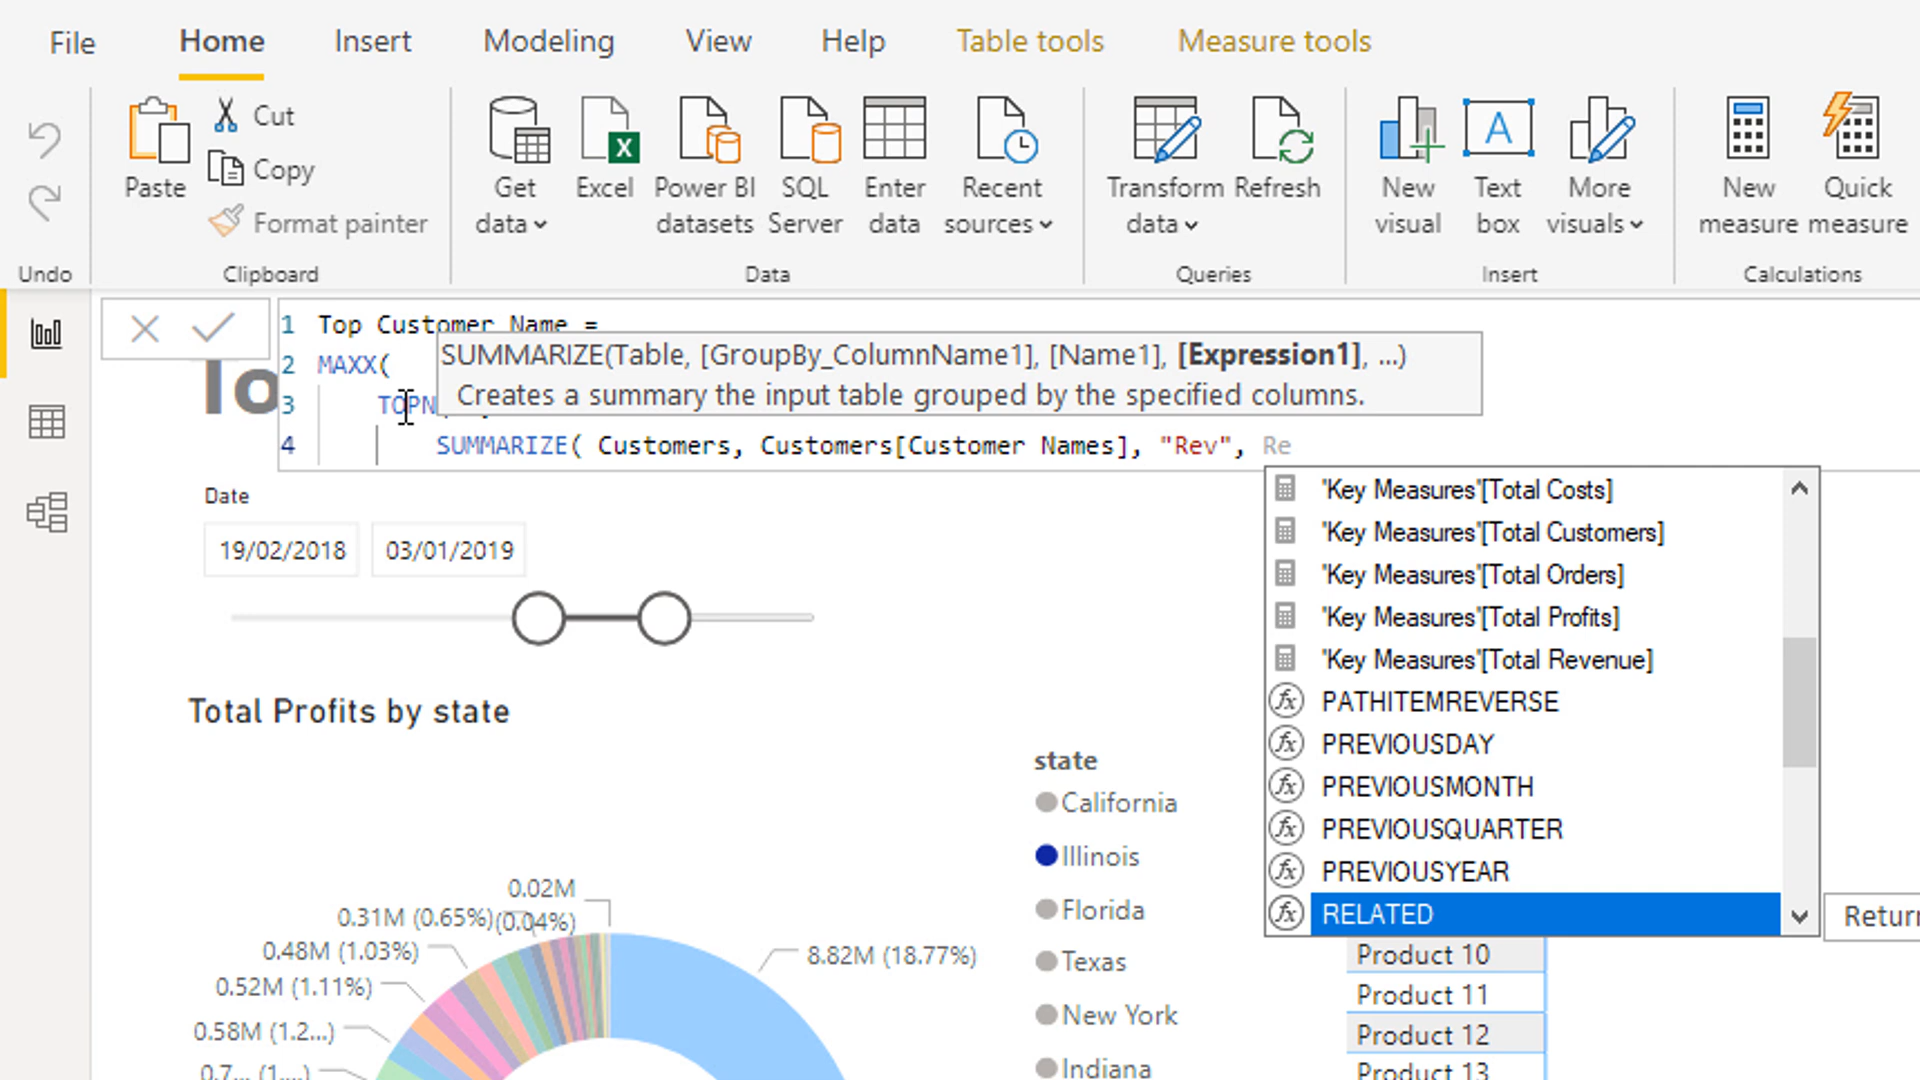 File Home Insert Modeling View Help Table tools Measure tools
Cut
Copy
Format painter
Paste
Get data
Excel
Power BI datasets
SQL Server
Enter data
Recent sources
Transform data
Refresh
New visual
Text box
More visuals
New measure
Quick measure
Undo Clipboard Data Queries Insert Calculations
1 Top Customer Name =
SUMMARIZE(Table, [GroupBy_ColumnName1], [Name1], [Expression1], ...)
Creates a summary the input table grouped by the specified columns.
2 MAXX(
3 TOPN
4 SUMMARIZE( Customers, Customers[Customer Names], "Rev", Re
To
'Key Measures'[Total Costs]
'Key Measures'[Total Customers]
'Key Measures'[Total Orders]
'Key Measures'[Total Profits]
'Key Measures'[Total Revenue]
PATHITEMREVERSE
PREVIOUSDAY
PREVIOUSMONTH
PREVIOUSQUARTER
PREVIOUSYEAR
RELATED
Return
Date
19/02/2018 03/01/2019
Total Profits by state
0.02M
(0.04%)
0.31M (0.65%)
0.48M (1.03%)
0.52M (1.11%)
0.58M (1.2...)
0.7... (1....)
8.82M (18.77%)
state
California
Illinois
Florida
Texas
New York
Indiana
Product 10
Product 11
Product 12
Product 13